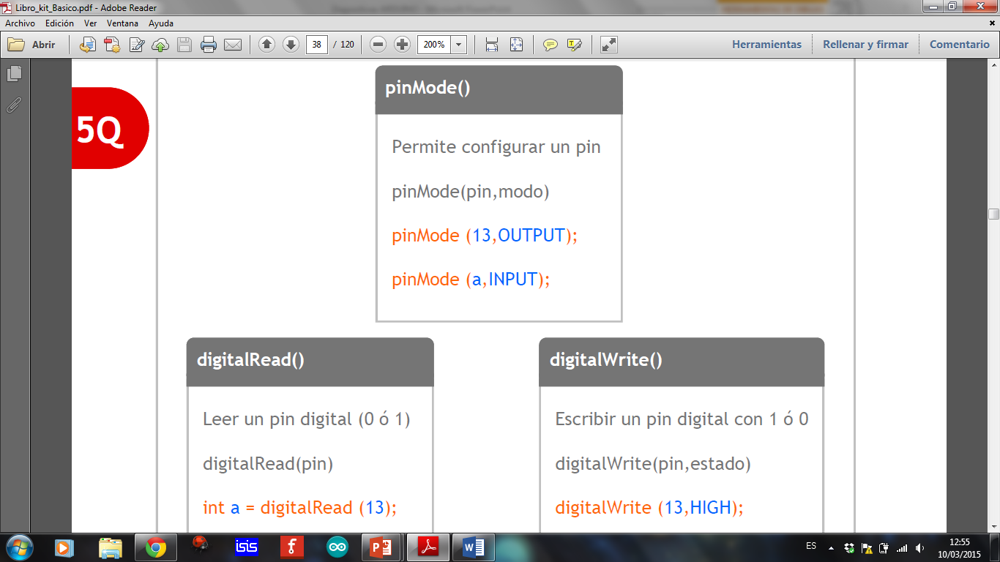 Libro_kit_Basico.pdf - Adobe Reader
Archivo Edición Ver Ventana Ayuda
Abrir 38 / 120 200% Herramientas Rellenar y firmar Comentario
5Q
pinMode()
Permite configurar un pin
pinMode(pin,modo)
pinMode (13,OUTPUT);
pinMode (a,INPUT);
digitalRead()
Leer un pin digital (0 ó 1)
digitalRead(pin)
int a = digitalRead (13);
digitalWrite()
Escribir un pin digital con 1 ó 0
digitalWrite(pin,estado)
digitalWrite (13,HIGH);
isis
ES
12:55
10/03/2015